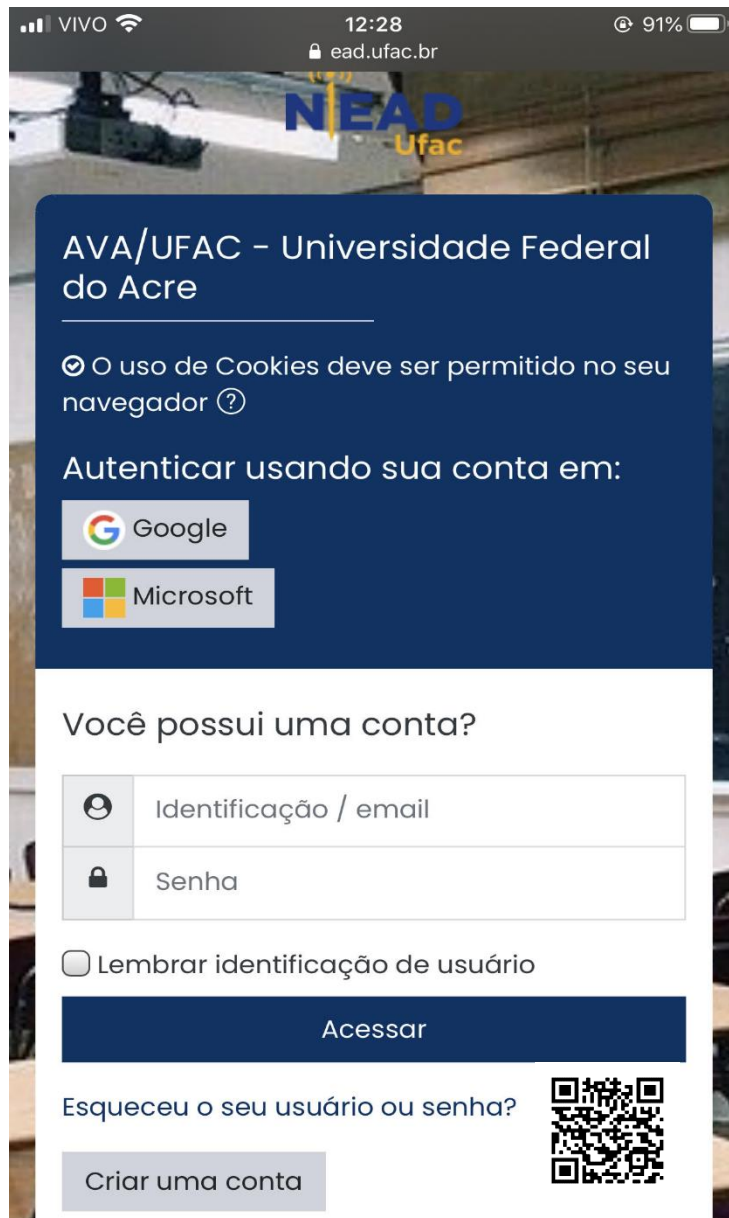 VIVO 12:28 91%
ead.ufac.br
NEAD
Ufac
AVA/UFAC - Universidade Federal
do Acre
O uso de Cookies deve ser permitido no seu
navegador ?
Autenticar usando sua conta em:
Google
Microsoft
Você possui uma conta?
Identificação / email
Senha
Lembrar identificação de usuário
Acessar
Esqueceu o seu usuário ou senha?
Criar uma conta